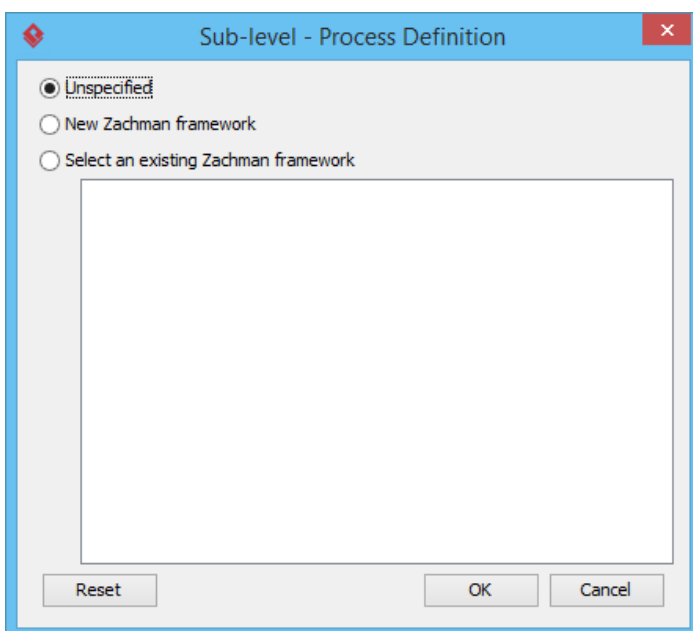 Sub-level - Process Definition
Unspecified
New Zachman framework
Select an existing Zachman framework
Reset OK Cancel